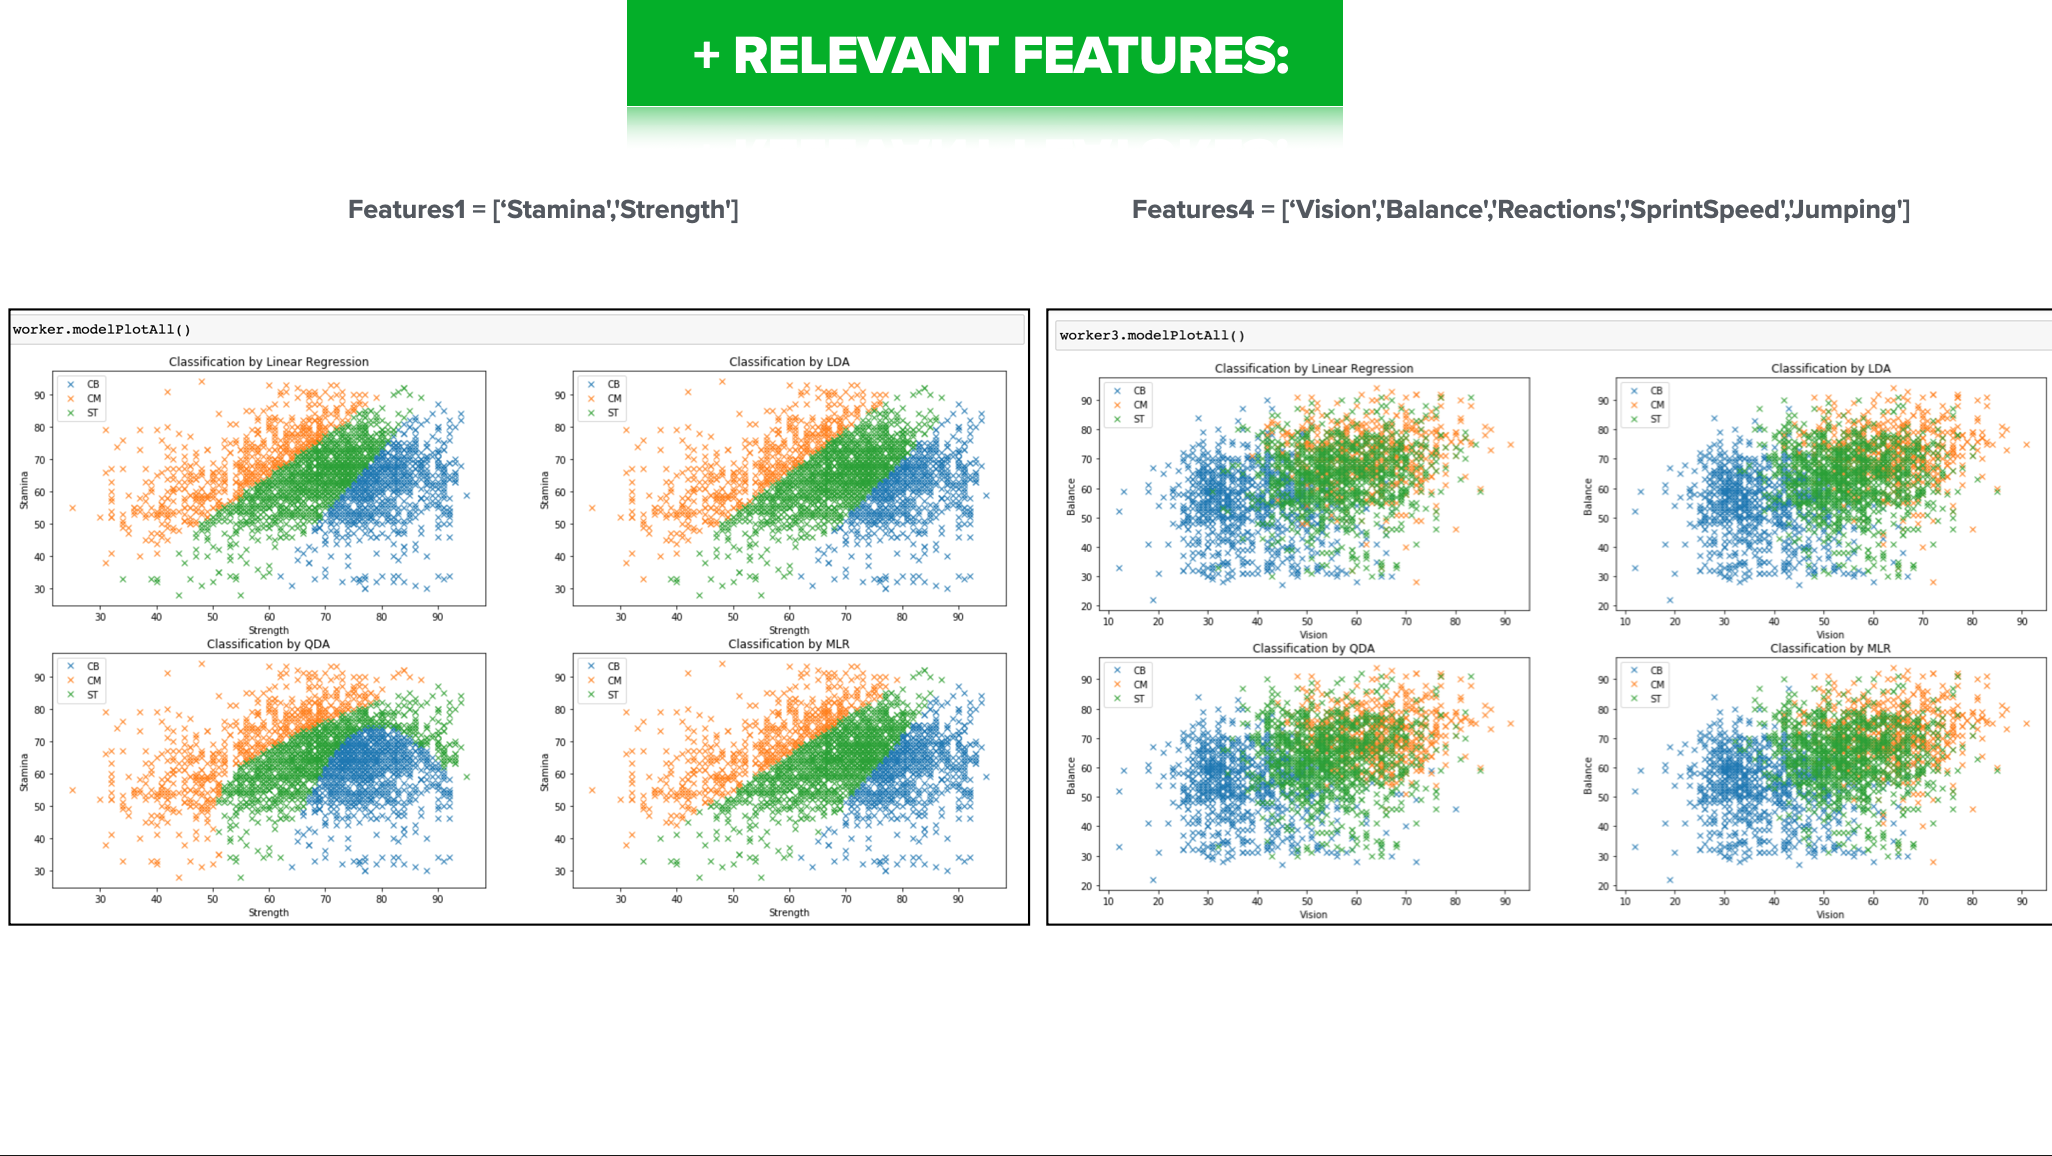 + RELEVANT FEATURES:
Features1 = [‘Stamina','Strength']
Features4 = [‘Vision','Balance','Reactions','SprintSpeed','Jumping']
worker.modelPlotAll()
Classification by Linear Regression
CB
CM
ST
90
80
70
60
50
40
30
Stamina
30 40 50 60 70 80 90
Strength
Classification by LDA
CB
CM
ST
90
80
70
60
50
40
30
Stamina
30 40 50 60 70 80 90
Strength
Classification by QDA
CB
CM
ST
90
80
70
60
50
40
30
Stamina
30 40 50 60 70 80 90
Strength
Classification by MLR
CB
CM
ST
90
80
70
60
50
40
30
Stamina
30 40 50 60 70 80 90
Strength
worker3.modelPlotAll()
Classification by Linear Regression
CB
CM
ST
90
80
70
60
50
40
30
20
Balance
10 20 30 40 50 60 70 80 90
Vision
Classification by LDA
CB
CM
ST
90
80
70
60
50
40
30
20
Balance
10 20 30 40 50 60 70 80 90
Vision
Classification by QDA
CB
CM
ST
90
80
70
60
50
40
30
20
Balance
10 20 30 40 50 60 70 80 90
Vision
Classification by MLR
CB
CM
ST
90
80
70
60
50
40
30
20
Balance
10 20 30 40 50 60 70 80 90
Vision